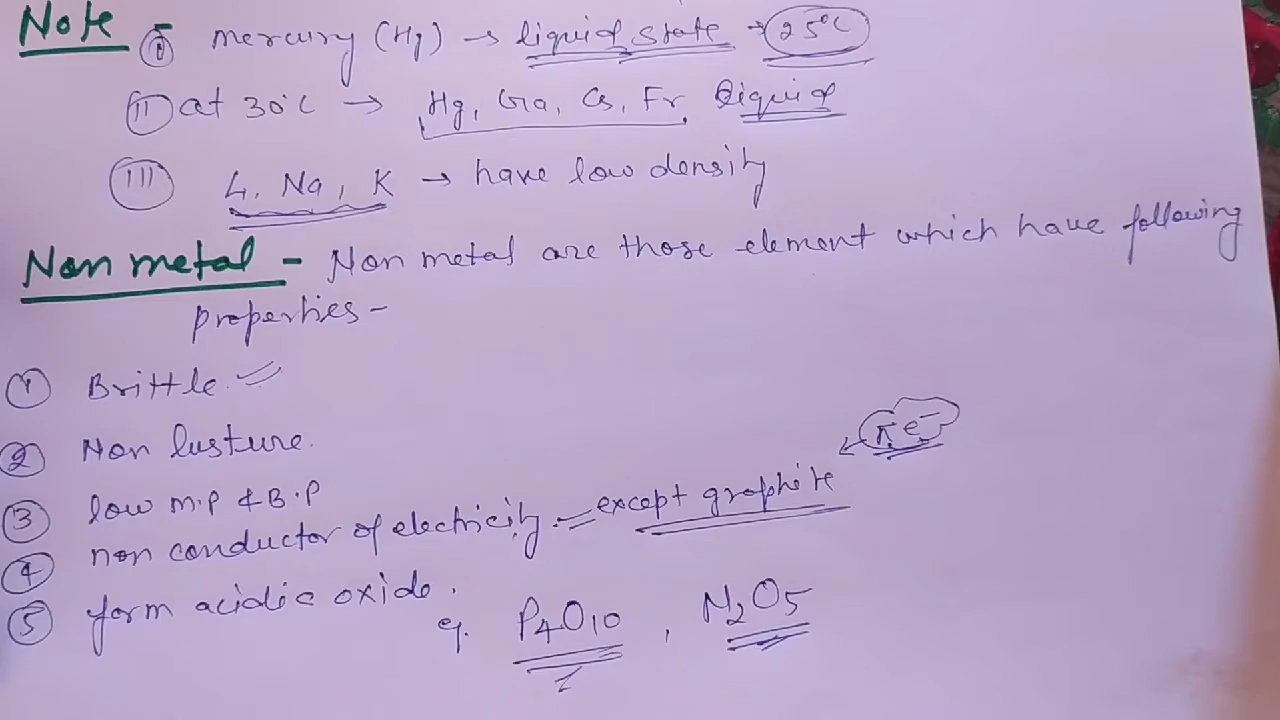 Note (i) mercury (Hg) → liquid state → 25°C
(ii) at 30°C → Hg, Ga, Cs, Fr liquid
(iii) Li, Na, K → have low density
Non metal - Non metal are those element which have following
properties -
① Brittle.
② Non lusture.
③ low m.p & B.p
④ non conductor of electricity. = except graphite ← π e⁻
⑤ form acidic oxide.
eg. P₄O₁₀, N₂O₅